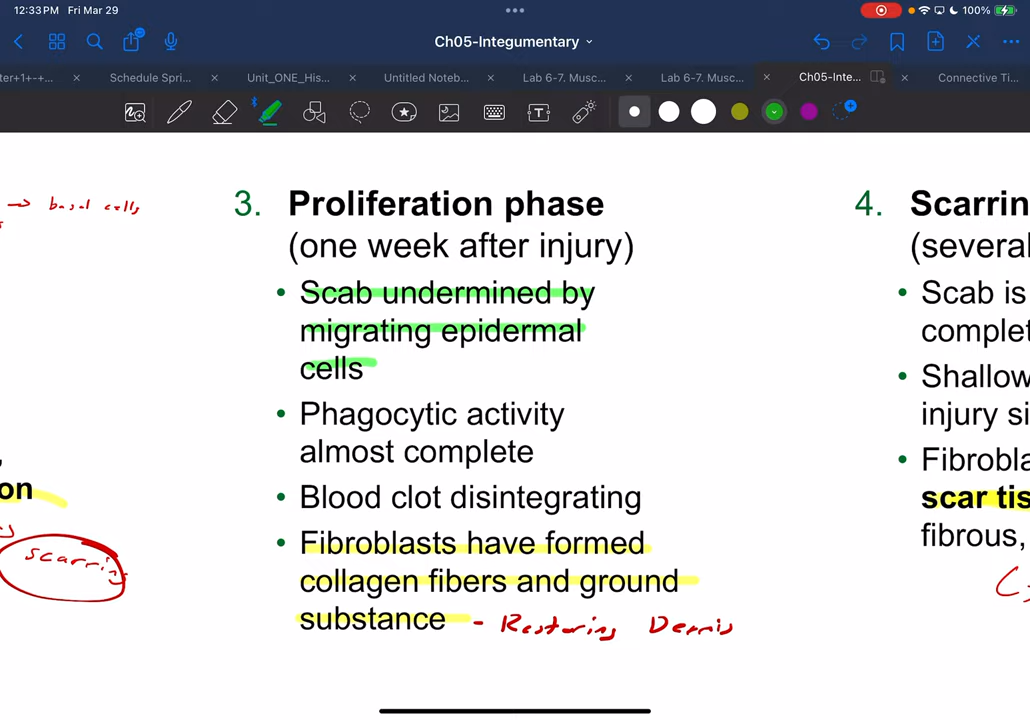 12:33 PM Fri Mar 29
100%
Ch05-Integumentary
ter+1+-+...
Schedule Spri...
Unit_ONE_His...
Untitled Noteb...
Lab 6-7. Musc...
Lab 6-7. Musc...
Ch05-Inte...
Connective Ti...
→ basal cells
on
scarring
3. Proliferation phase
(one week after injury)
• Scab undermined by
migrating epidermal
cells
• Phagocytic activity
almost complete
• Blood clot disintegrating
• Fibroblasts have formed
collagen fibers and ground
substance - Restoring Dermis
4. Scarrin
(several
• Scab is
complet
• Shallow
injury si
• Fibrobla
scar tis
fibrous,